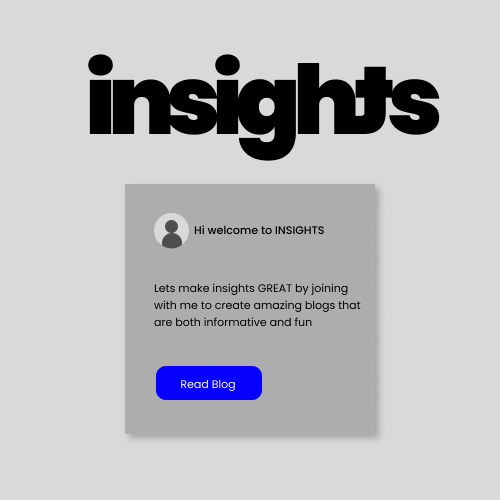 insights
Hi welcome to INSIGHTS
Lets make insights GREAT by joining
with me to create amazing blogs that
are both informative and fun
Read Blog